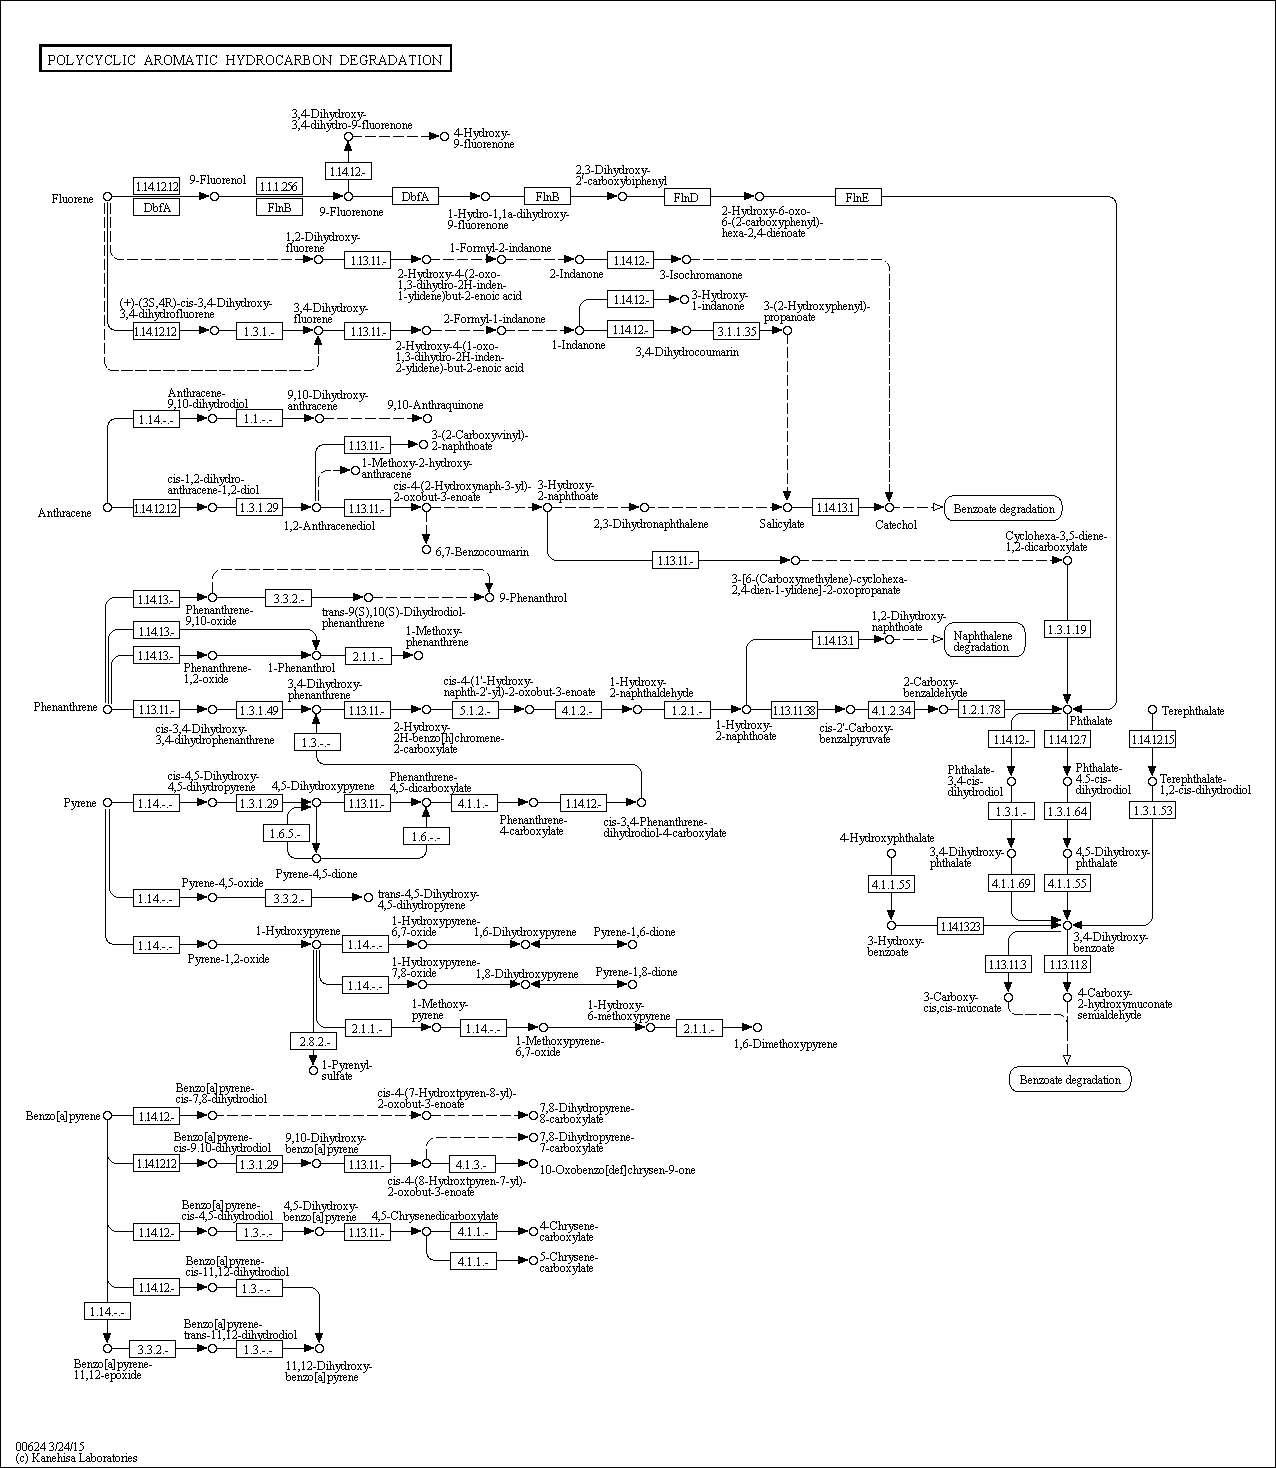 POLYCYCLIC AROMATIC HYDROCARBON DEGRADATION
3,4-Dihydroxy-
3,4-dihydro-9-fluorenone
4-Hydroxy-
9-fluorenone
1.14.12.-
Fluorene
1.14.12.12
DbfA
9-Fluorenol
1.1.1.256
FlnB
9-Fluorenone
DbfA
1-Hydro-1,1a-dihydroxy-
9-fluorenone
FlnB
2,3-Dihydroxy-
2'-carboxybiphenyl
FlnD
2-Hydroxy-6-oxo-
6-(2-carboxyphenyl)-
hexa-2,4-dienoate
FlnE
1,2-Dihydroxy-
fluorene
1.13.11.-
2-Hydroxy-4-(2-oxo-
1,3-dihydro-2H-inden-
1-ylidene)but-2-enoic acid
1-Formyl-2-indanone
2-Indanone
1.14.12.-
3-Isochromanone
(+)-(3S,4R)-cis-3,4-Dihydroxy-
3,4-dihydrofluorene
1.14.12.12
1.3.1.-
3,4-Dihydroxy-
fluorene
1.13.11.-
2-Hydroxy-4-(1-oxo-
1,3-dihydro-2H-inden-
2-ylidene)-but-2-enoic acid
2-Formyl-1-indanone
1-Indanone
1.14.12.-
3-Hydroxy-
1-indanone
1.14.12.-
3,4-Dihydrocoumarin
3.1.1.35
3-(2-Hydroxyphenyl)-
propanoate
Anthracene-
9,10-dihydrodiol
1.14.-.-
1.1.-.-
9,10-Dihydroxy-
anthracene
9,10-Anthraquinone
1.13.11.-
3-(2-Carboxyvinyl)-
2-naphthoate
1-Methoxy-2-hydroxy-
anthracene
Anthracene
1.14.12.12
cis-1,2-dihydro-
anthracene-1,2-diol
1.3.1.29
1,2-Anthracenediol
1.13.11.-
cis-4-(2-Hydroxynaph-3-yl)-
2-oxobut-3-enoate
3-Hydroxy-
2-naphthoate
2,3-Dihydronaphthalene
Salicylate
1.14.13.1
Catechol
Benzoate degradation
6,7-Benzocoumarin
1.13.11.-
3-[6-(Carboxymethylene)-cyclohexa-
2,4-dien-1-ylidene]-2-oxopropanate
Cyclohexa-3,5-diene-
1,2-dicarboxylate
1.3.1.19
1.14.13.-
Phenanthrene-
9,10-oxide
3.3.2.-
trans-9(S),10(S)-Dihydrodiol-
phenanthrene
9-Phenanthrol
1.14.13.-
1.14.13.-
Phenanthrene-
1,2-oxide
1-Phenanthrol
2.1.1.-
1-Methoxy-
phenanthrene
1.14.13.1
1,2-Dihydroxy-
naphthoate
Naphthalene
degradation
Phenanthrene
1.13.11.-
cis-3,4-Dihydroxy-
3,4-dihydrophenanthrene
1.3.1.49
3,4-Dihydroxy-
phenanthrene
1.13.11.-
2-Hydroxy-
2H-benzo[h]chromene-
2-carboxylate
5.1.2.-
cis-4-(1'-Hydroxy-
naphth-2'-yl)-2-oxobut-3-enoate
4.1.2.-
1-Hydroxy-
2-naphthaldehyde
1.2.1.-
1-Hydroxy-
2-naphthoate
1.13.11.38
cis-2'-Carboxy-
benzalpyruvate
4.1.2.34
2-Carboxy-
benzaldehyde
1.2.1.78
Phthalate
Terephthalate
1.3.-.-
1.14.12.-
1.14.12.7
1.14.12.15
Phthalate-
3,4-cis-
dihydrodiol
Phthalate-
4,5-cis-
dihydrodiol
Terephthalate-
1,2-cis-dihydrodiol
1.3.1.-
1.3.1.64
1.3.1.53
Pyrene
1.14.-.-
cis-4,5-Dihydroxy-
4,5-dihydropyrene
1.3.1.29
4,5-Dihydroxypyrene
1.13.11.-
Phenanthrene-
4,5-dicarboxylate
4.1.1.-
Phenanthrene-
4-carboxylate
1.14.12.-
cis-3,4-Phenanthrene-
dihydrodiol-4-carboxylate
1.6.5.-
1.6.-.-
Pyrene-4,5-dione
4-Hydroxyphthalate
3,4-Dihydroxy-
phthalate
4,5-Dihydroxy-
phthalate
4.1.1.55
4.1.1.69
4.1.1.55
1.14.-.-
Pyrene-4,5-oxide
3.3.2.-
trans-4,5-Dihydroxy-
4,5-dihydropyrene
3-Hydroxy-
benzoate
1.14.13.23
3,4-Dihydroxy-
benzoate
1.14.-.-
Pyrene-1,2-oxide
1-Hydroxypyrene
1.14.-.-
1-Hydroxypyrene-
6,7-oxide
1,6-Dihydroxypyrene
Pyrene-1,6-dione
1.14.-.-
1-Hydroxypyrene-
7,8-oxide
1,8-Dihydroxypyrene
Pyrene-1,8-dione
1.13.11.3
1.13.11.8
3-Carboxy-
cis,cis-muconate
4-Carboxy-
2-hydroxymuconate
semialdehyde
2.1.1.-
1-Methoxy-
pyrene
1.14.-.-
1-Methoxypyrene-
6,7-oxide
1-Hydroxy-
6-methoxypyrene
2.1.1.-
1,6-Dimethoxypyrene
2.8.2.-
1-Pyrenyl-
sulfate
Benzoate degradation
Benzo[a]pyrene
1.14.12.-
Benzo[a]pyrene-
cis-7,8-dihydrodiol
cis-4-(7-Hydroxtpyren-8-yl)-
2-oxobut-3-enoate
7,8-Dihydropyrene-
8-carboxylate
7,8-Dihydropyrene-
7-carboxylate
1.14.12.12
Benzo[a]pyrene-
cis-9.10-dihydrodiol
1.3.1.29
9,10-Dihydroxy-
benzo[a]pyrene
1.13.11.-
cis-4-(8-Hydroxtpyren-7-yl)-
2-oxobut-3-enoate
4.1.3.-
10-Oxobenzo[def]chrysen-9-one
1.14.12.-
Benzo[a]pyrene-
cis-4,5-dihydrodiol
1.3.-.-
4,5-Dihydroxy-
benzo[a]pyrene
1.13.11.-
4,5-Chrysenedicarboxylate
4.1.1.-
4-Chrysene-
carboxylate
4.1.1.-
5-Chrysene-
carboxylate
1.14.12.-
Benzo[a]pyrene-
cis-11,12-dihydrodiol
1.3.-.-
1.14.-.-
Benzo[a]pyrene-
11,12-epoxide
3.3.2.-
Benzo[a]pyrene-
trans-11,12-dihydrodiol
1.3.-.-
11,12-Dihydroxy-
benzo[a]pyrene
00624 3/24/15
(c) Kanehisa Laboratories